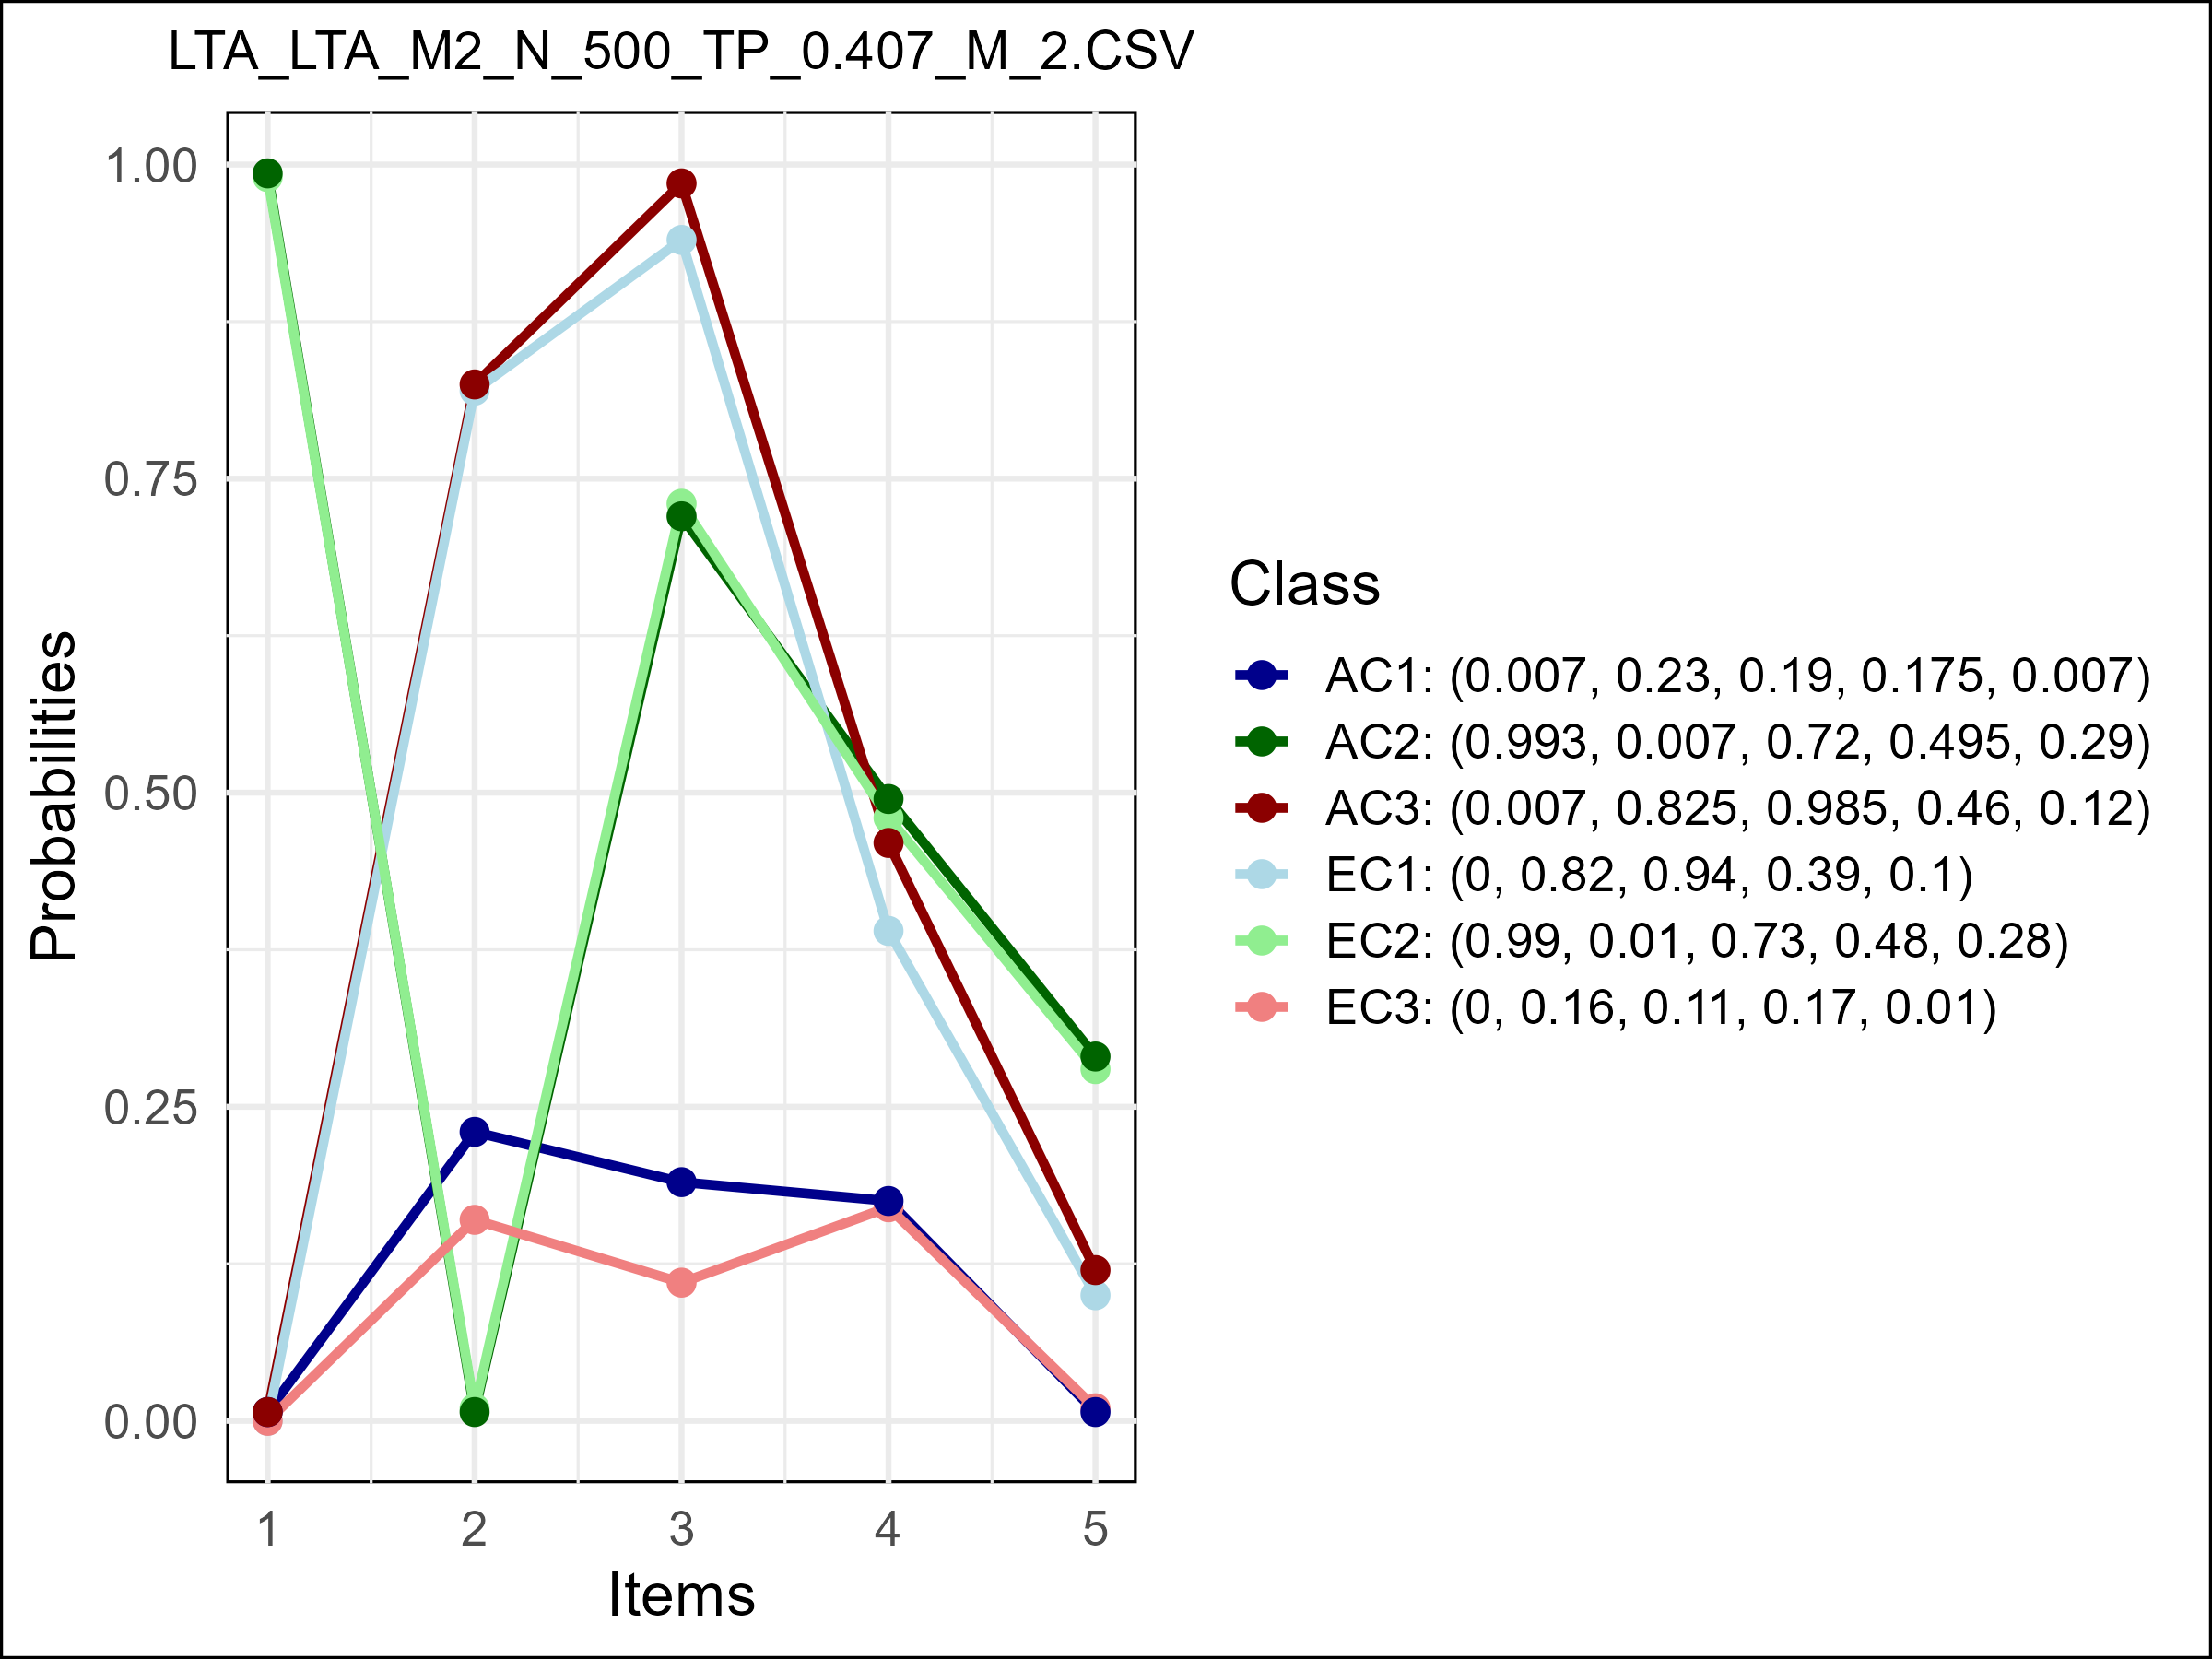 LTA_LTA_M2_N_500_TP_0.407_M_2.CSV
1.00
0.75
0.50
0.25
0.00
Probabilities
1 2 3 4 5
Items
Class
AC1: (0.007, 0.23, 0.19, 0.175, 0.007)
AC2: (0.993, 0.007, 0.72, 0.495, 0.29)
AC3: (0.007, 0.825, 0.985, 0.46, 0.12)
EC1: (0, 0.82, 0.94, 0.39, 0.1)
EC2: (0.99, 0.01, 0.73, 0.48, 0.28)
EC3: (0, 0.16, 0.11, 0.17, 0.01)